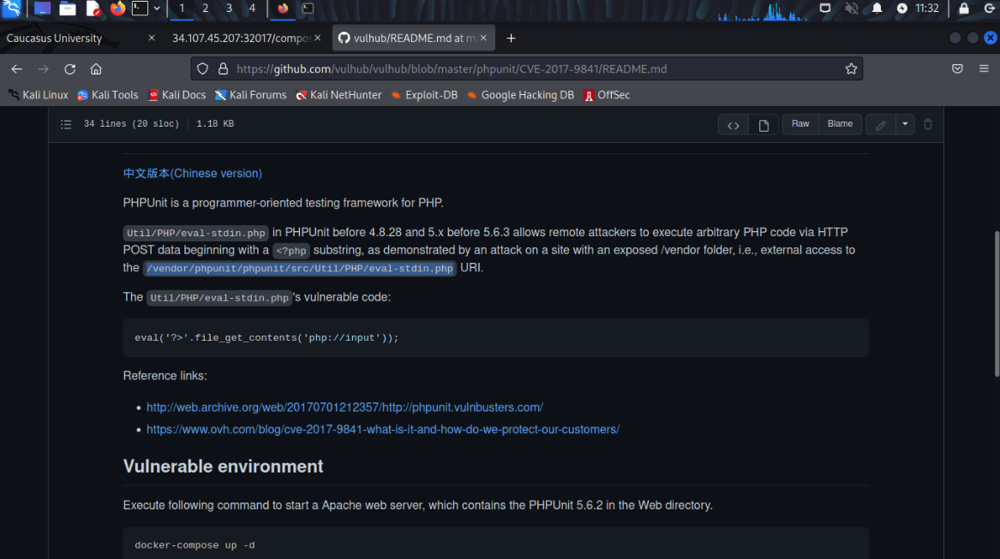 1 2 3 4 11:32
Caucasus University 34.107.45.207:32017/compos vulhub/README.md at m
https://github.com/vulhub/vulhub/blob/master/phpunit/CVE-2017-9841/README.md
Kali Linux Kali Tools Kali Docs Kali Forums Kali NetHunter Exploit-DB Google Hacking DB OffSec
34 lines (20 sloc) 1.18 KB Raw Blame
中文版本(Chinese version)
PHPUnit is a programmer-oriented testing framework for PHP.
Util/PHP/eval-stdin.php in PHPUnit before 4.8.28 and 5.x before 5.6.3 allows remote attackers to execute arbitrary PHP code via HTTP
POST data beginning with a <?php substring, as demonstrated by an attack on a site with an exposed /vendor folder, i.e., external access to
the /vendor/phpunit/phpunit/src/Util/PHP/eval-stdin.php URI.
The Util/PHP/eval-stdin.php's vulnerable code:
eval('?>'.file_get_contents('php://input'));
Reference links:
http://web.archive.org/web/20170701212357/http://phpunit.vulnbusters.com/
https://www.ovh.com/blog/cve-2017-9841-what-is-it-and-how-do-we-protect-our-customers/
Vulnerable environment
Execute following command to start a Apache web server, which contains the PHPUnit 5.6.2 in the Web directory.
docker-compose up -d